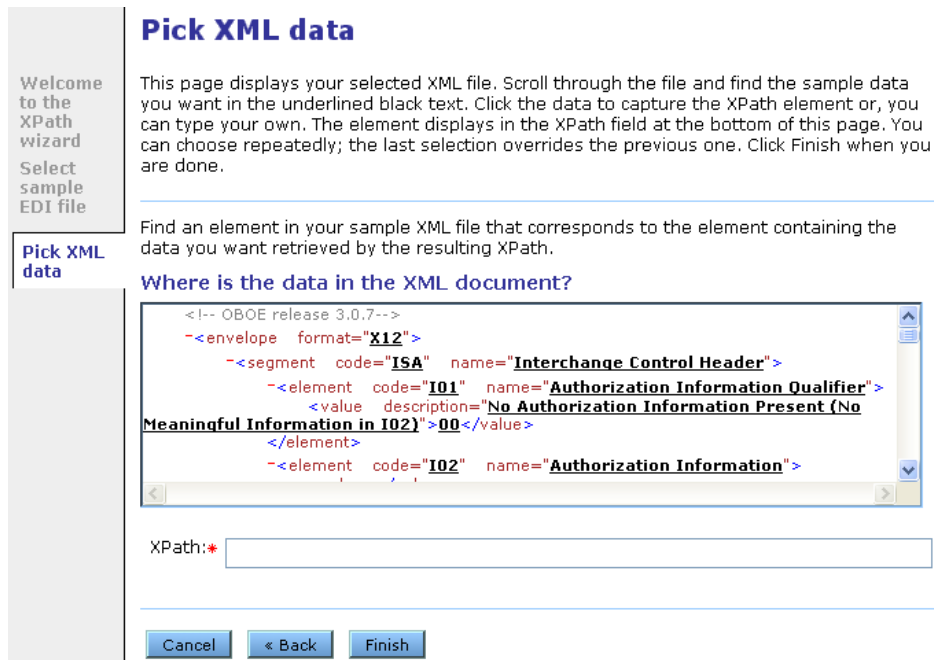 Pick XML data
Welcome
to the
XPath
wizard
Select
sample
EDI file
Pick XML
data
This page displays your selected XML file. Scroll through the file and find the sample data
you want in the underlined black text. Click the data to capture the XPath element or, you
can type your own. The element displays in the XPath field at the bottom of this page. You
can choose repeatedly; the last selection overrides the previous one. Click Finish when you
are done.
Find an element in your sample XML file that corresponds to the element containing the
data you want retrieved by the resulting XPath.
Where is the data in the XML document?
<!-- OBOE release 3.0.7-->
-<envelope format="X12">
-<segment code="ISA" name="Interchange Control Header">
-<element code="I01" name="Authorization Information Qualifier">
<value description="No Authorization Information Present (No
Meaningful Information in I02)">00</value>
</element>
-<element code="I02" name="Authorization Information">
XPath:*
Cancel
« Back
Finish